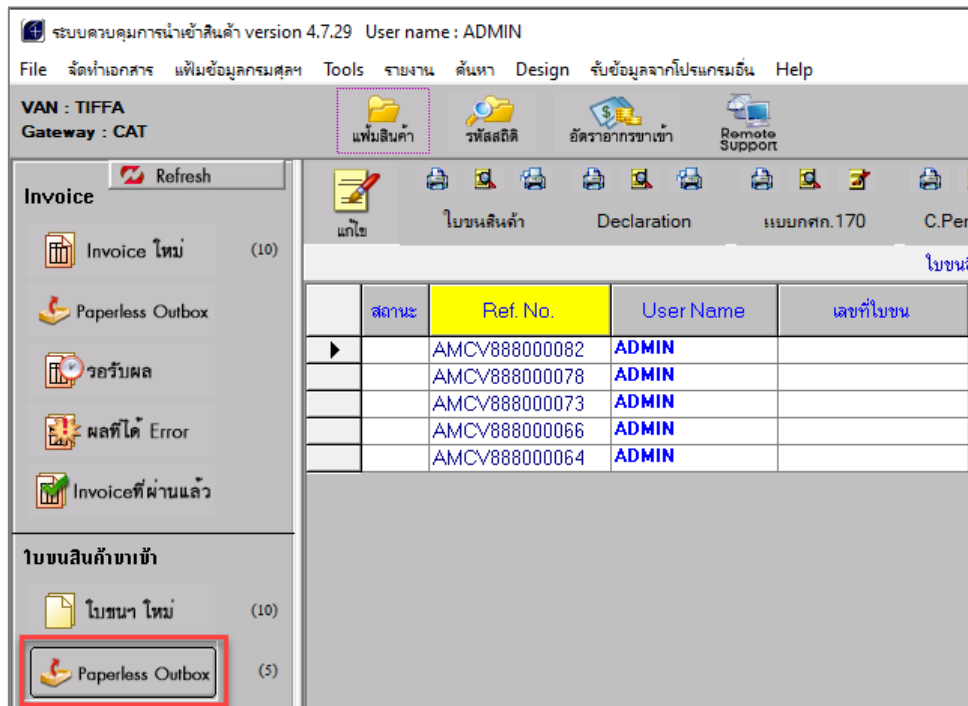 ระบบควบคุมการนำเข้าสินค้า version 4.7.29 User name : ADMIN
File จัดทำเอกสาร แฟ้มข้อมูลกรมศุลฯ Tools รายงาน ค้นหา Design รับข้อมูลจากโปรแกรมอื่น Help
VAN : TIFFA
Gateway : CAT
แฟ้มสินค้า รหัสสถิติ อัตราอากรขาเข้า Remote Support
Refresh
Invoice
Invoice ใหม่ (10)
Paperless Outbox
รอรับผล
ผลที่ได้ Error
Invoiceที่ผ่านแล้ว
ใบขนสินค้าขาเข้า
ใบขนฯ ใหม่ (10)
Paperless Outbox (5)
แก้ไข ใบขนสินค้า Declaration แบบกศก.170 C.Per
ใบขนสิ
สถานะ Ref. No. User Name เลขที่ใบขน
AMCV888000082 ADMIN
AMCV888000078 ADMIN
AMCV888000073 ADMIN
AMCV888000066 ADMIN
AMCV888000064 ADMIN